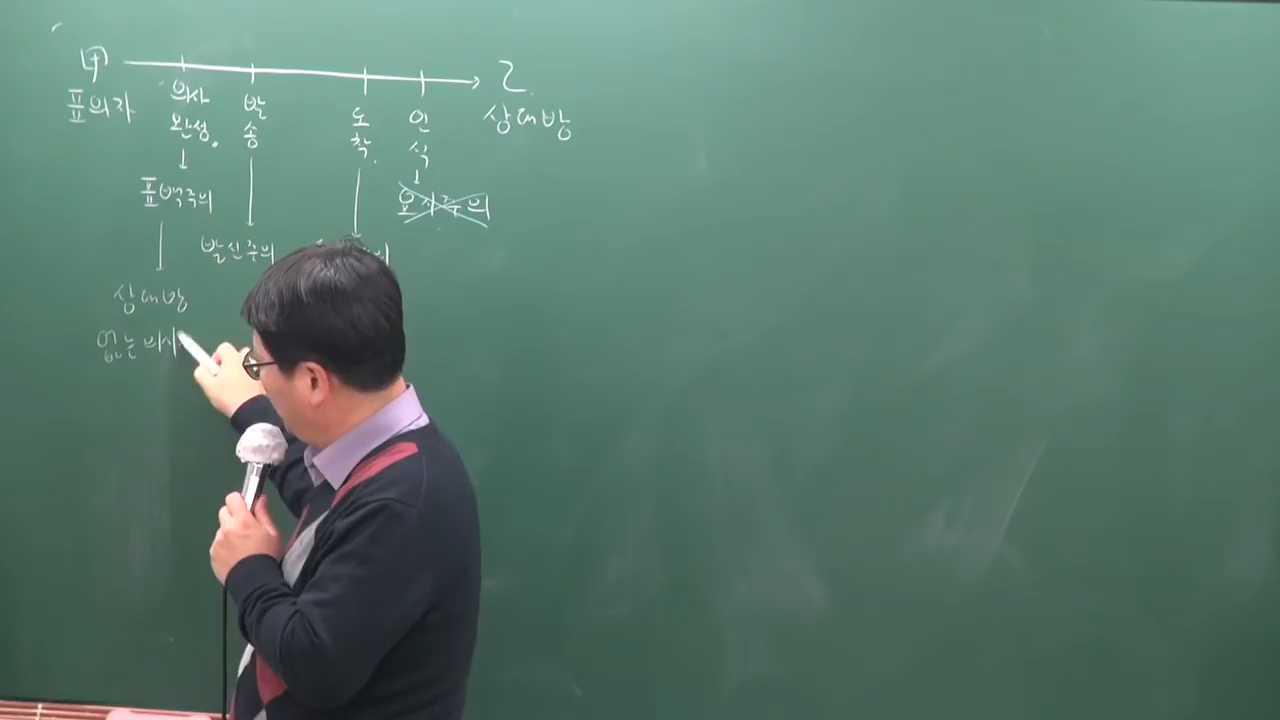 甲 乙
표의자 상대방
의사 완성 발송 도착 인식
표백주의 요지주의
발신주의
상대방
없는 의사